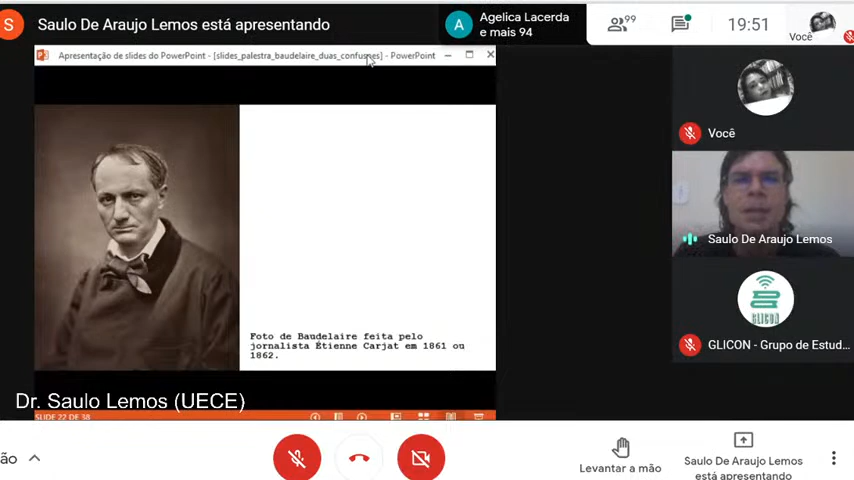 S
Saulo De Araujo Lemos está apresentando
A
Agelica Lacerda
e mais 94
99
19:51
Você
Apresentação de slides do PowerPoint - [slides_palestra_baudelaire_duas_confusnes] - PowerPoint
Você
Saulo De Araujo Lemos
GLICON
GLICON - Grupo de Estud...
Foto de Baudelaire feita pelo
jornalista Étienne Carjat em 1861 ou
1862.
Dr. Saulo Lemos (UECE)
SLIDE 22 DE 38
ão
Levantar a mão
Saulo De Araujo Lemos
está apresentando